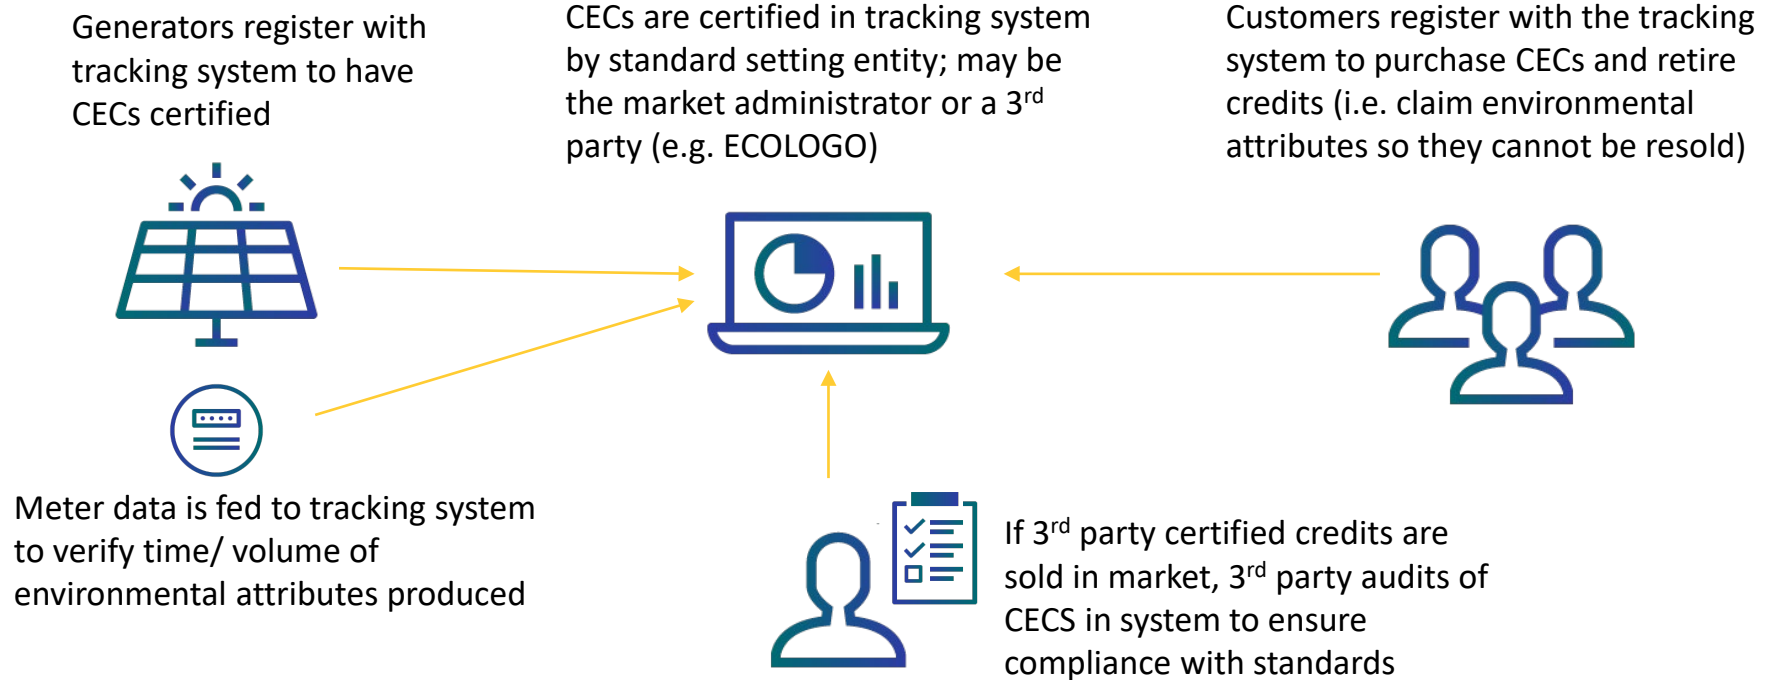 Generators register with
tracking system to have
CECs certified
CECs are certified in tracking system
by standard setting entity; may be
the market administrator or a 3rd
party (e.g. ECOLOGO)
Customers register with the tracking
system to purchase CECs and retire
credits (i.e. claim environmental
attributes so they cannot be resold)
Meter data is fed to tracking system
to verify time/ volume of
environmental attributes produced
If 3rd party certified credits are
sold in market, 3rd party audits of
CECS in system to ensure
compliance with standards